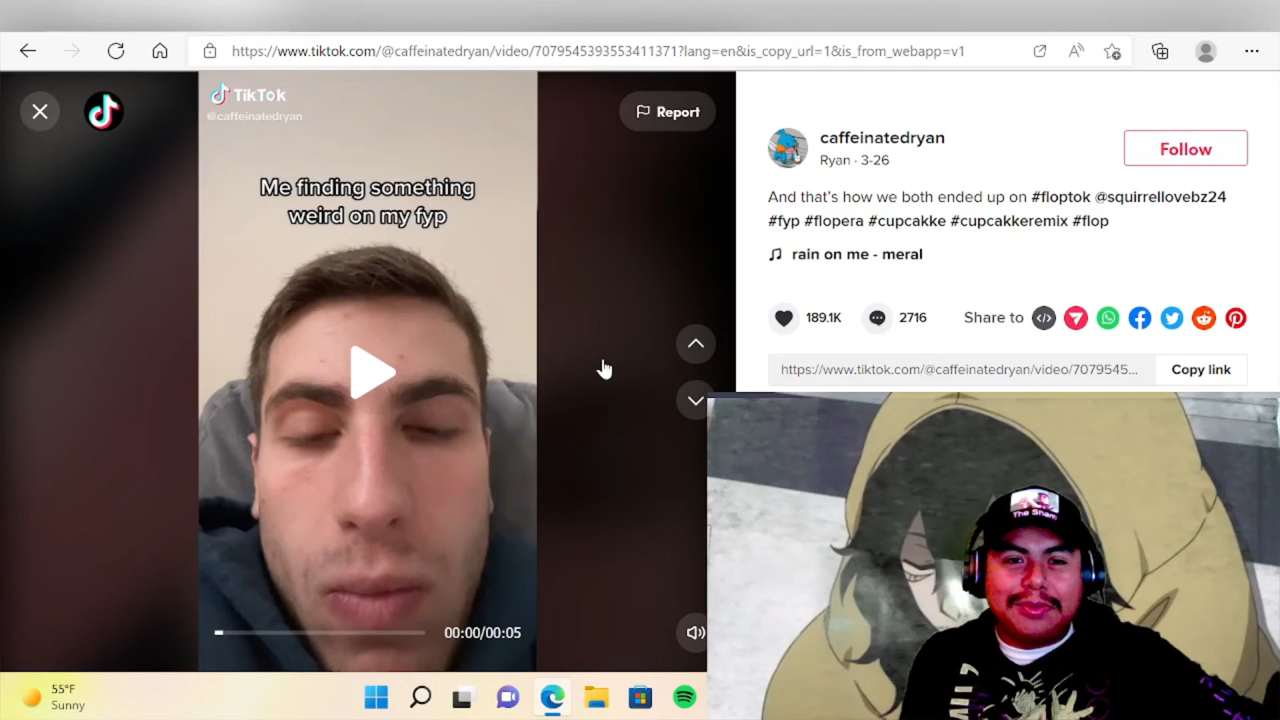 https://www.tiktok.com/@caffeinatedryan/video/7079545393553411371?lang=en&is_copy_url=1&is_from_webapp=v1
TikTok
@caffeinatedryan
Report
Me finding something
weird on my fyp
00:00/00:05
caffeinatedryan
Ryan · 3-26
Follow
And that’s how we both ended up on #floptok @squirrellovebz24
#fyp #flopera #cupcakke #cupcakkeremix #flop
rain on me - meral
189.1K
2716
Share to
https://www.tiktok.com/@caffeinatedryan/video/7079545...
Copy link
The Sham
55°F
Sunny